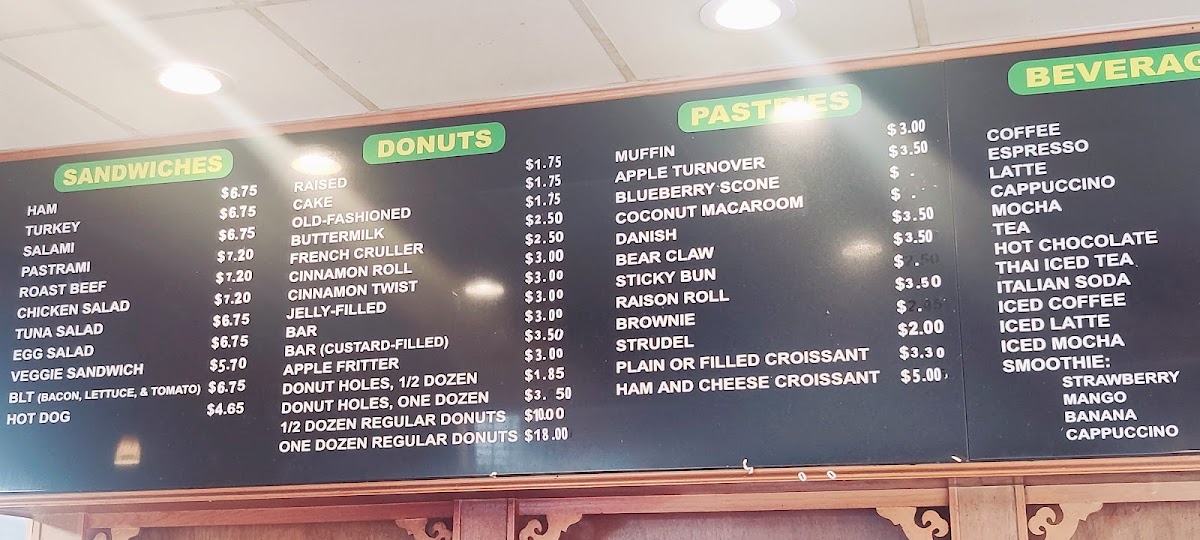 SANDWICHES
HAM $6.75
TURKEY $6.75
SALAMI $6.75
PASTRAMI $7.20
ROAST BEEF $7.20
CHICKEN SALAD $7.20
TUNA SALAD $6.75
EGG SALAD $6.75
VEGGIE SANDWICH $5.70
BLT (BACON, LETTUCE, & TOMATO) $6.75
HOT DOG $4.65
DONUTS
RAISED $1.75
CAKE $1.75
OLD-FASHIONED $1.75
BUTTERMILK $2.50
FRENCH CRULLER $2.50
CINNAMON ROLL $3.00
CINNAMON TWIST $3.00
JELLY-FILLED $3.00
BAR $3.00
BAR (CUSTARD-FILLED) $3.50
APPLE FRITTER $3.00
DONUT HOLES, 1/2 DOZEN $1.85
DONUT HOLES, ONE DOZEN $3. 50
1/2 DOZEN REGULAR DONUTS $10.00
ONE DOZEN REGULAR DONUTS $18.00
PASTRIES
MUFFIN $3.00
APPLE TURNOVER $3.50
BLUEBERRY SCONE $ .
COCONUT MACAROOM $ .
DANISH $3.50
BEAR CLAW $3.50
STICKY BUN $ .
RAISON ROLL $3.50
BROWNIE $
STRUDEL $2.00
PLAIN OR FILLED CROISSANT $3.30
HAM AND CHEESE CROISSANT $5.00
BEVERAG
COFFEE
ESPRESSO
LATTE
CAPPUCCINO
MOCHA
TEA
HOT CHOCOLATE
THAI ICED TEA
ITALIAN SODA
ICED COFFEE
ICED LATTE
ICED MOCHA
SMOOTHIE:
STRAWBERRY
MANGO
BANANA
CAPPUCCINO